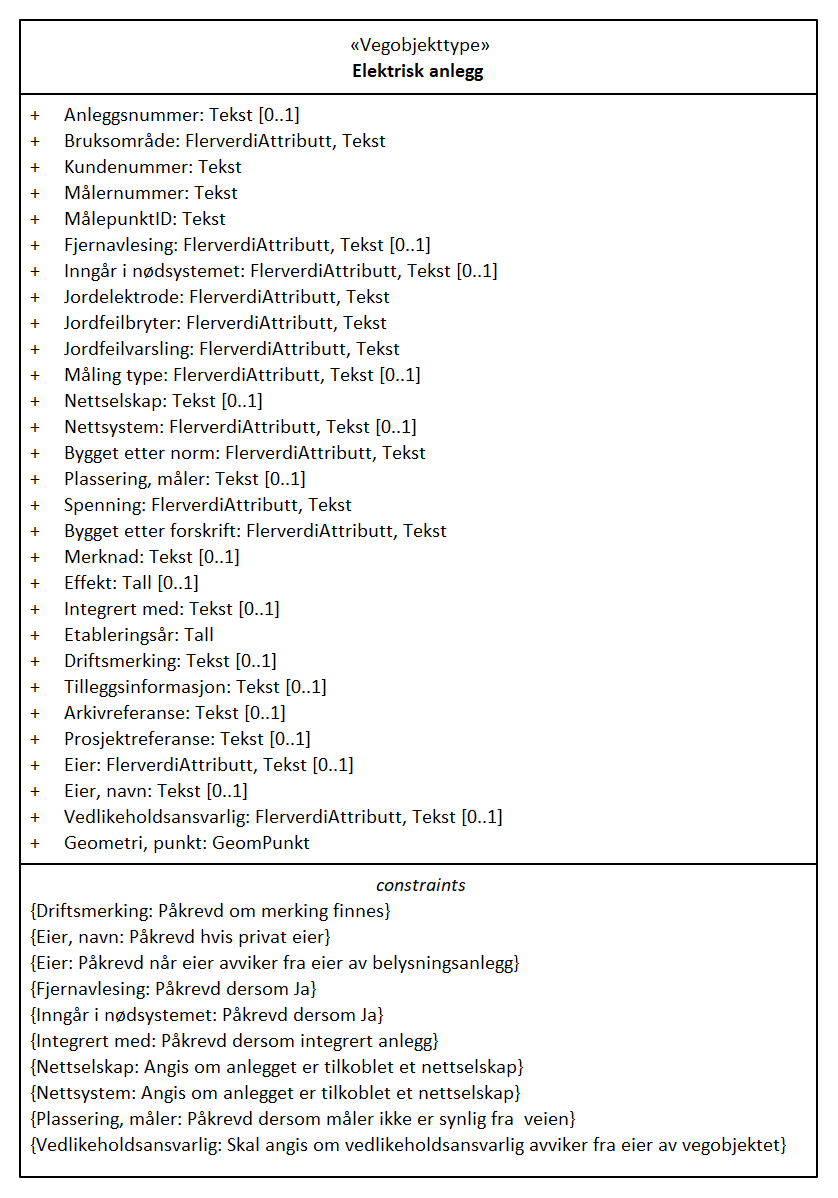 «Vegobjekttype»
Elektrisk anlegg
+ Anleggsnummer: Tekst [0..1]
+ Bruksområde: FlerverdiAttributt, Tekst
+ Kundenummer: Tekst
+ Målernummer: Tekst
+ MålepunktID: Tekst
+ Fjernavlesing: FlerverdiAttributt, Tekst [0..1]
+ Inngår i nødsystemet: FlerverdiAttributt, Tekst [0..1]
+ Jordelektrode: FlerverdiAttributt, Tekst
+ Jordfeilbryter: FlerverdiAttributt, Tekst
+ Jordfeilvarsling: FlerverdiAttributt, Tekst
+ Måling type: FlerverdiAttributt, Tekst [0..1]
+ Nettselskap: Tekst [0..1]
+ Nettsystem: FlerverdiAttributt, Tekst [0..1]
+ Bygget etter norm: FlerverdiAttributt, Tekst
+ Plassering, måler: Tekst [0..1]
+ Spenning: FlerverdiAttributt, Tekst
+ Bygget etter forskrift: FlerverdiAttributt, Tekst
+ Merknad: Tekst [0..1]
+ Effekt: Tall [0..1]
+ Integrert med: Tekst [0..1]
+ Etableringsår: Tall
+ Driftsmerking: Tekst [0..1]
+ Tilleggsinformasjon: Tekst [0..1]
+ Arkivreferanse: Tekst [0..1]
+ Prosjektreferanse: Tekst [0..1]
+ Eier: FlerverdiAttributt, Tekst [0..1]
+ Eier, navn: Tekst [0..1]
+ Vedlikeholdsansvarlig: FlerverdiAttributt, Tekst [0..1]
+ Geometri, punkt: GeomPunkt
constraints
{Driftsmerking: Påkrevd om merking finnes}
{Eier, navn: Påkrevd hvis privat eier}
{Eier: Påkrevd når eier avviker fra eier av belysningsanlegg}
{Fjernavlesing: Påkrevd dersom Ja}
{Inngår i nødsystemet: Påkrevd dersom Ja}
{Integrert med: Påkrevd dersom integrert anlegg}
{Nettselskap: Angis om anlegget er tilkoblet et nettselskap}
{Nettsystem: Angis om anlegget er tilkoblet et nettselskap}
{Plassering, måler: Påkrevd dersom måler ikke er synlig fra  veien}
{Vedlikeholdsansvarlig: Skal angis om vedlikeholdsansvarlig avviker fra eier av vegobjektet}